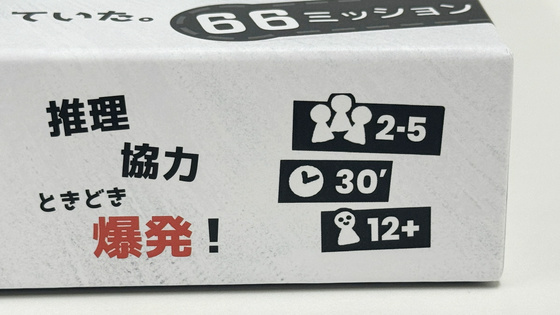 ていた。
66ミッション
推理
協力
ときどき
爆発！
2-5
30′
12+